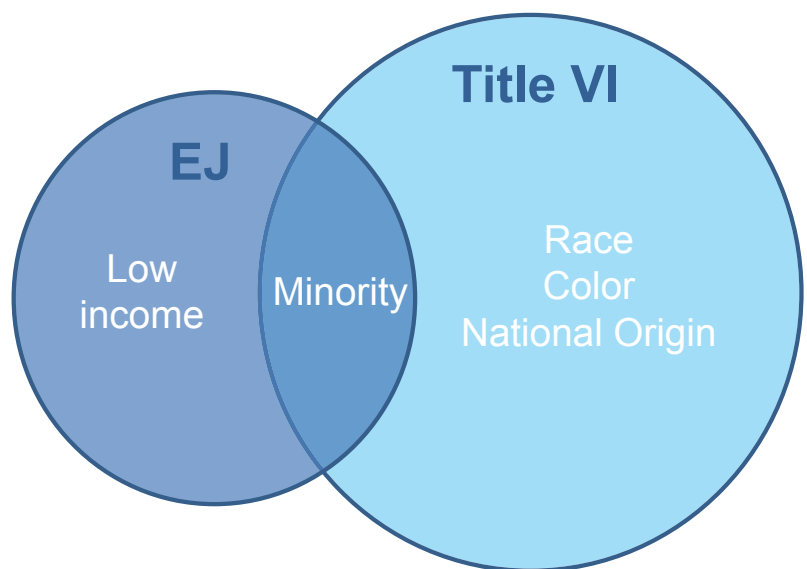 EJ
Low
income
Minority
Title VI
Race
Color
National Origin